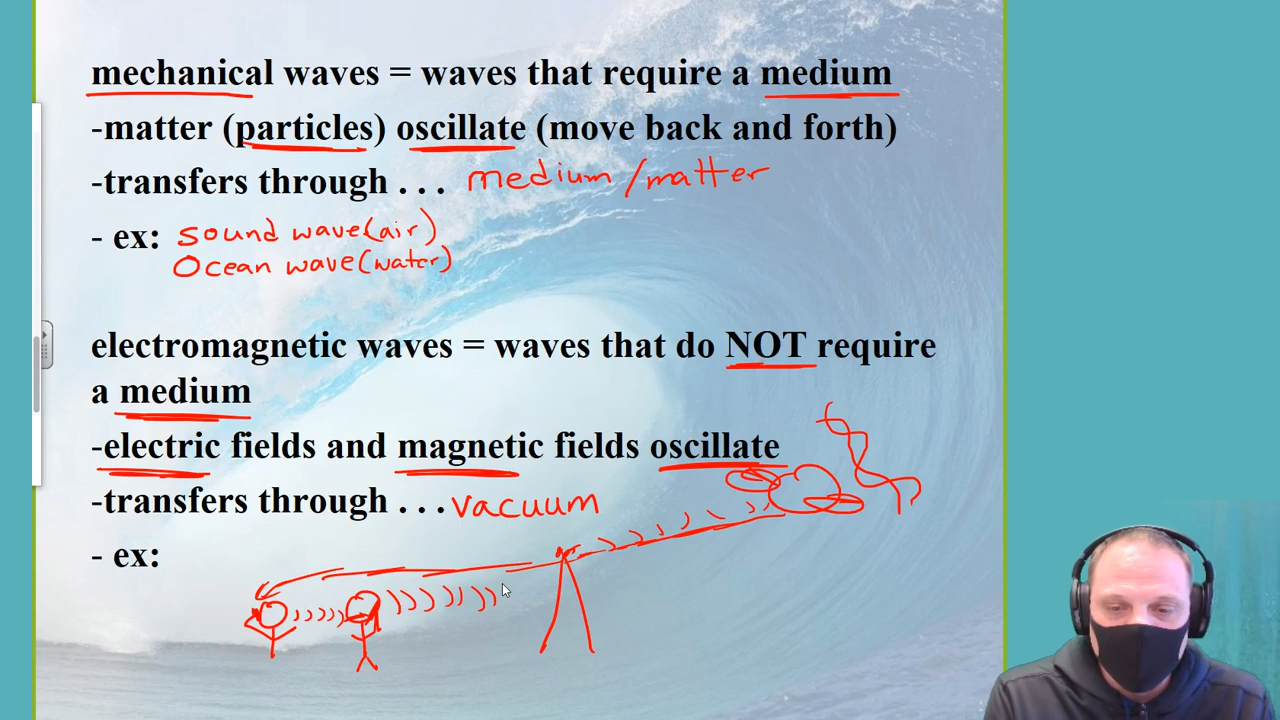 mechanical waves = waves that require a medium
-matter (particles) oscillate (move back and forth)
-transfers through . . . medium/matter
- ex: sound wave(air)
Ocean wave(water)
electromagnetic waves = waves that do NOT require
a medium
-electric fields and magnetic fields oscillate
-transfers through . . . vacuum
- ex: